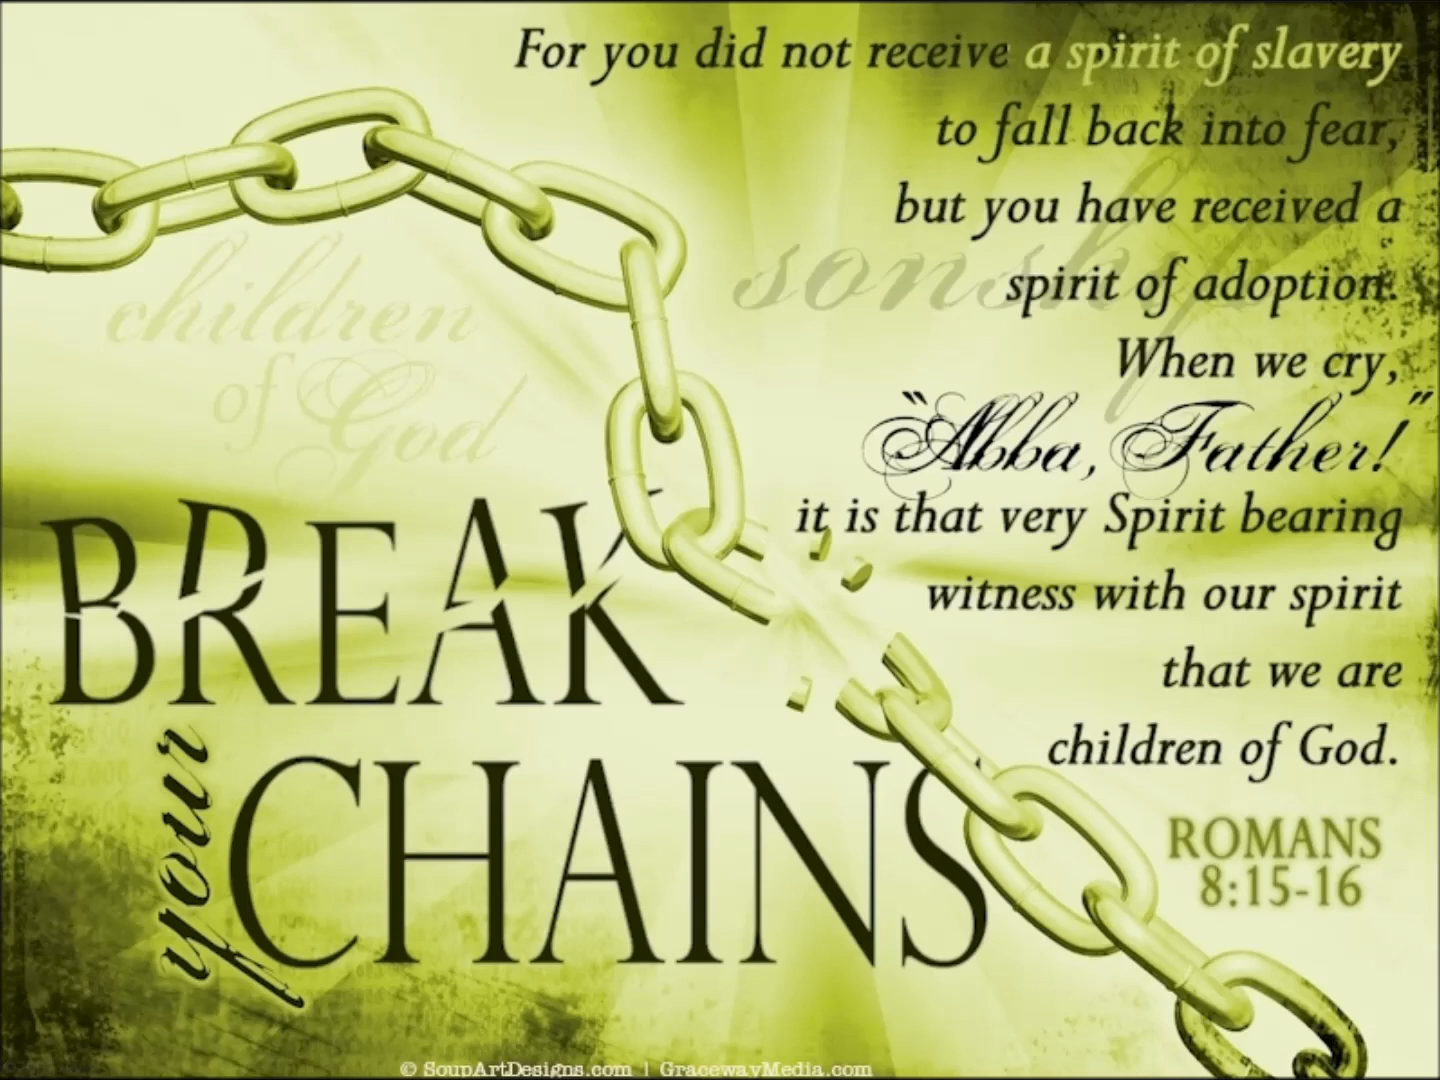 For you did not receive a spirit of slavery
to fall back into fear,
but you have received a
spirit of adoption.
When we cry,
"Abba, Father!"
it is that very Spirit bearing
witness with our spirit
that we are
children of God.
ROMANS
8:15-16
sonship
children
of God
BREAK
your
CHAINS
© SoupArtDesigns.com | GracewayMedia.com